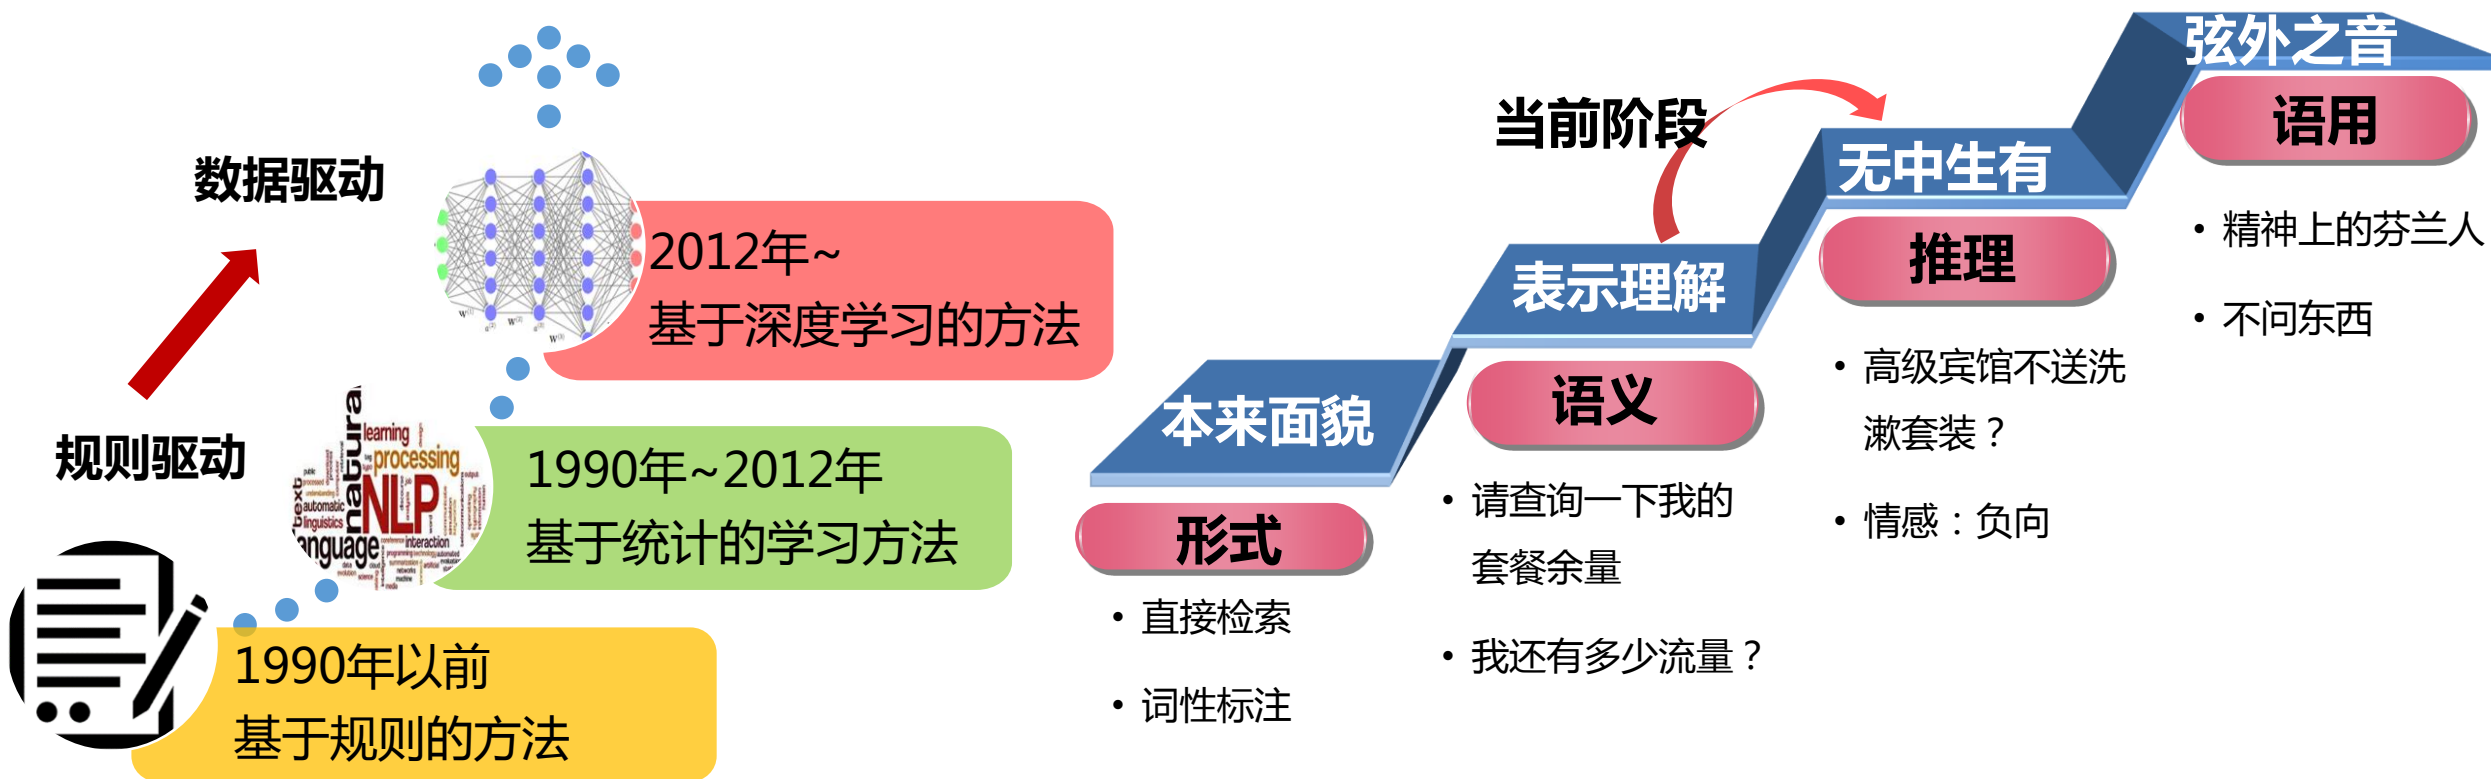 数据驱动
规则驱动
2012年~
基于深度学习的方法
1990年~2012年
基于统计的学习方法
1990年以前
基于规则的方法
learning
natura
processing
NLP
text
automatic
linguistics
anguage
interaction
当前阶段
本来面貌
形式
• 直接检索
• 词性标注
表示理解
语义
• 请查询一下我的
套餐余量
• 我还有多少流量？
无中生有
推理
• 高级宾馆不送洗
漱套装？
• 情感：负向
弦外之音
语用
• 精神上的芬兰人
• 不问东西